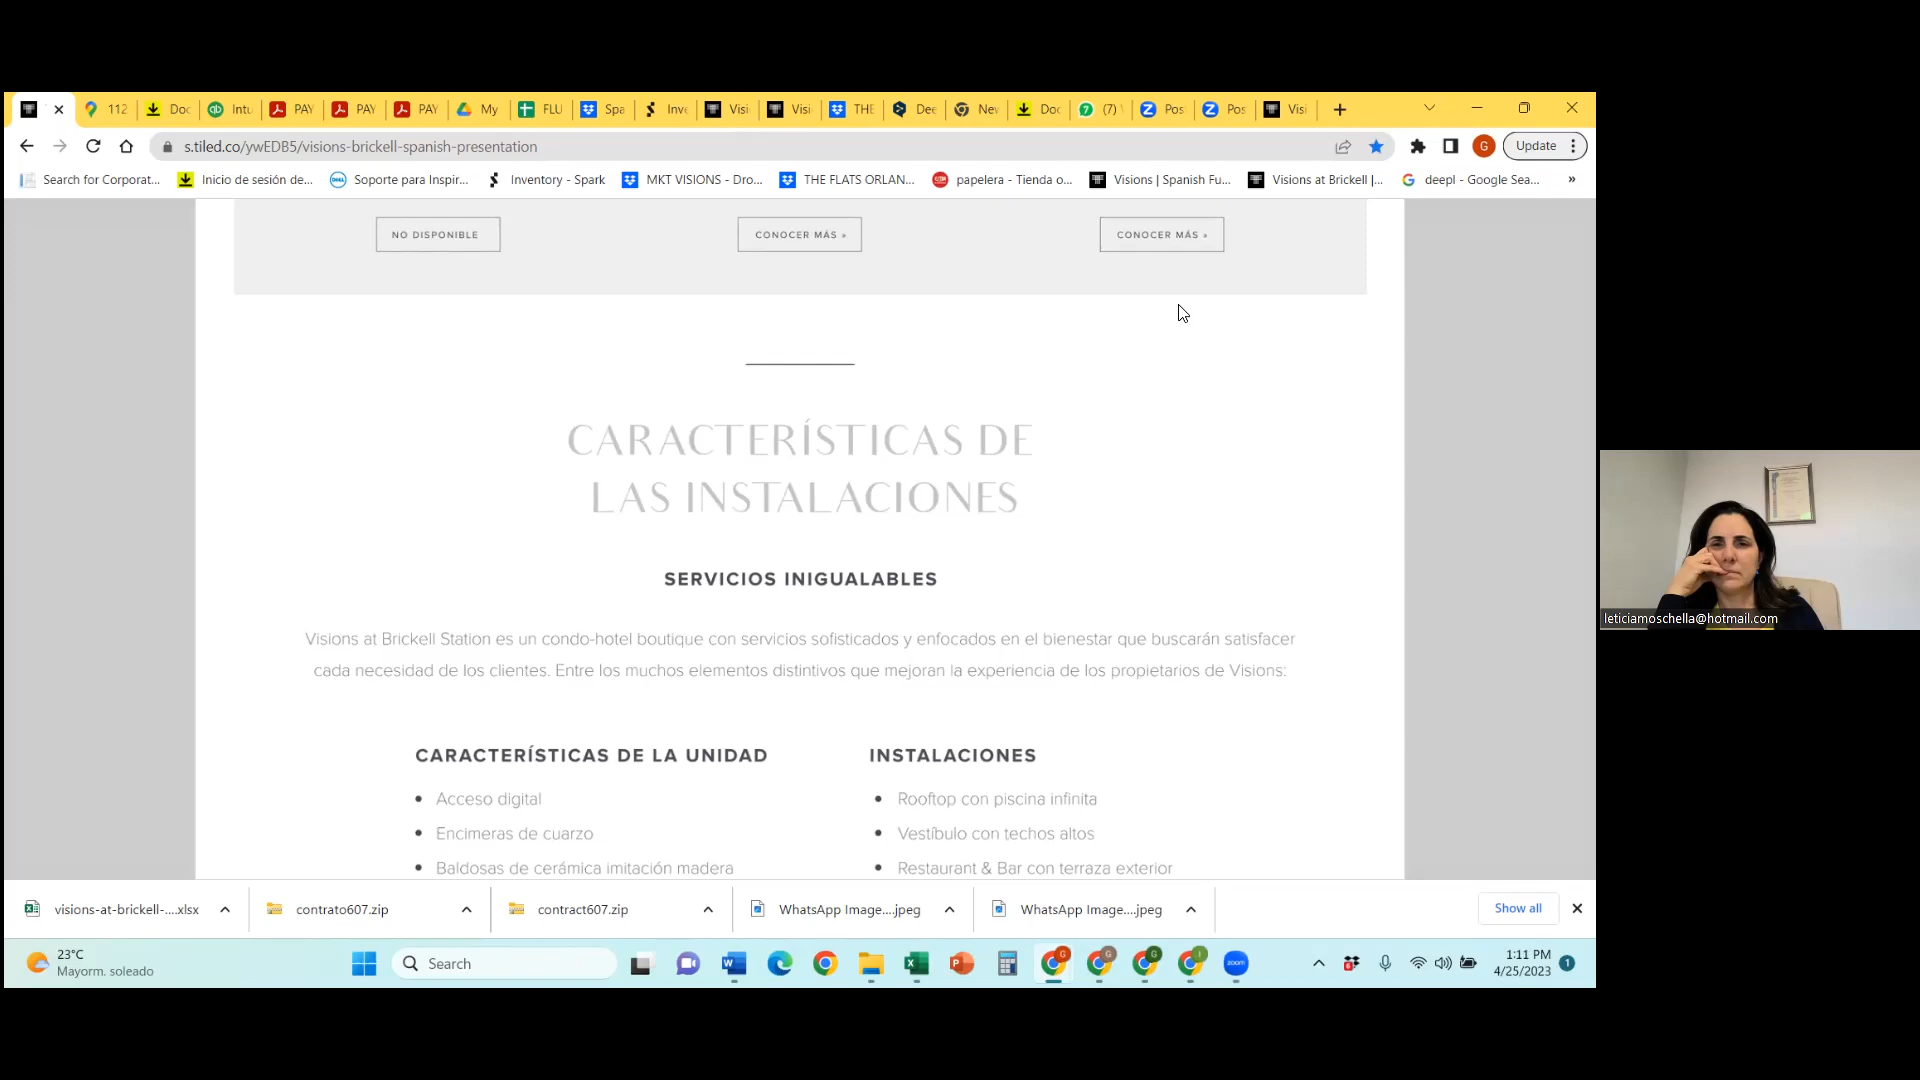 112
Doc
Intu
PAY
PAY
PAY
My
FLU
Spa
Inve
Visi
Visi
THE
Dee
Nev
Doc
(7)
Pos
Pos
Visi
s.tiled.co/ywEDB5/visions-brickell-spanish-presentation
G
Update
Search for Corporat...
Inicio de sesión de...
Soporte para Inspir...
Inventory - Spark
MKT VISIONS - Dro...
THE FLATS ORLAN...
papelera - Tienda o...
Visions | Spanish Fu...
Visions at Brickell |...
deepl - Google Sea...
»
NO DISPONIBLE
CONOCER MÁS »
CONOCER MÁS »
CARACTERÍSTICAS DE
LAS INSTALACIONES
SERVICIOS INIGUALABLES
Visions at Brickell Station es un condo-hotel boutique con servicios sofisticados y enfocados en el bienestar que buscarán satisfacer
cada necesidad de los clientes. Entre los muchos elementos distintivos que mejoran la experiencia de los propietarios de Visions:
CARACTERÍSTICAS DE LA UNIDAD
• Acceso digital
• Encimeras de cuarzo
• Baldosas de cerámica imitación madera
INSTALACIONES
• Rooftop con piscina infinita
• Vestíbulo con techos altos
• Restaurant & Bar con terraza exterior
leticiamoschella@hotmail.com
visions-at-brickell-....xlsx
contrato607.zip
contract607.zip
WhatsApp Image....jpeg
WhatsApp Image....jpeg
Show all
23°C
Mayorm. soleado
Search
zoom
1:11 PM
4/25/2023
1